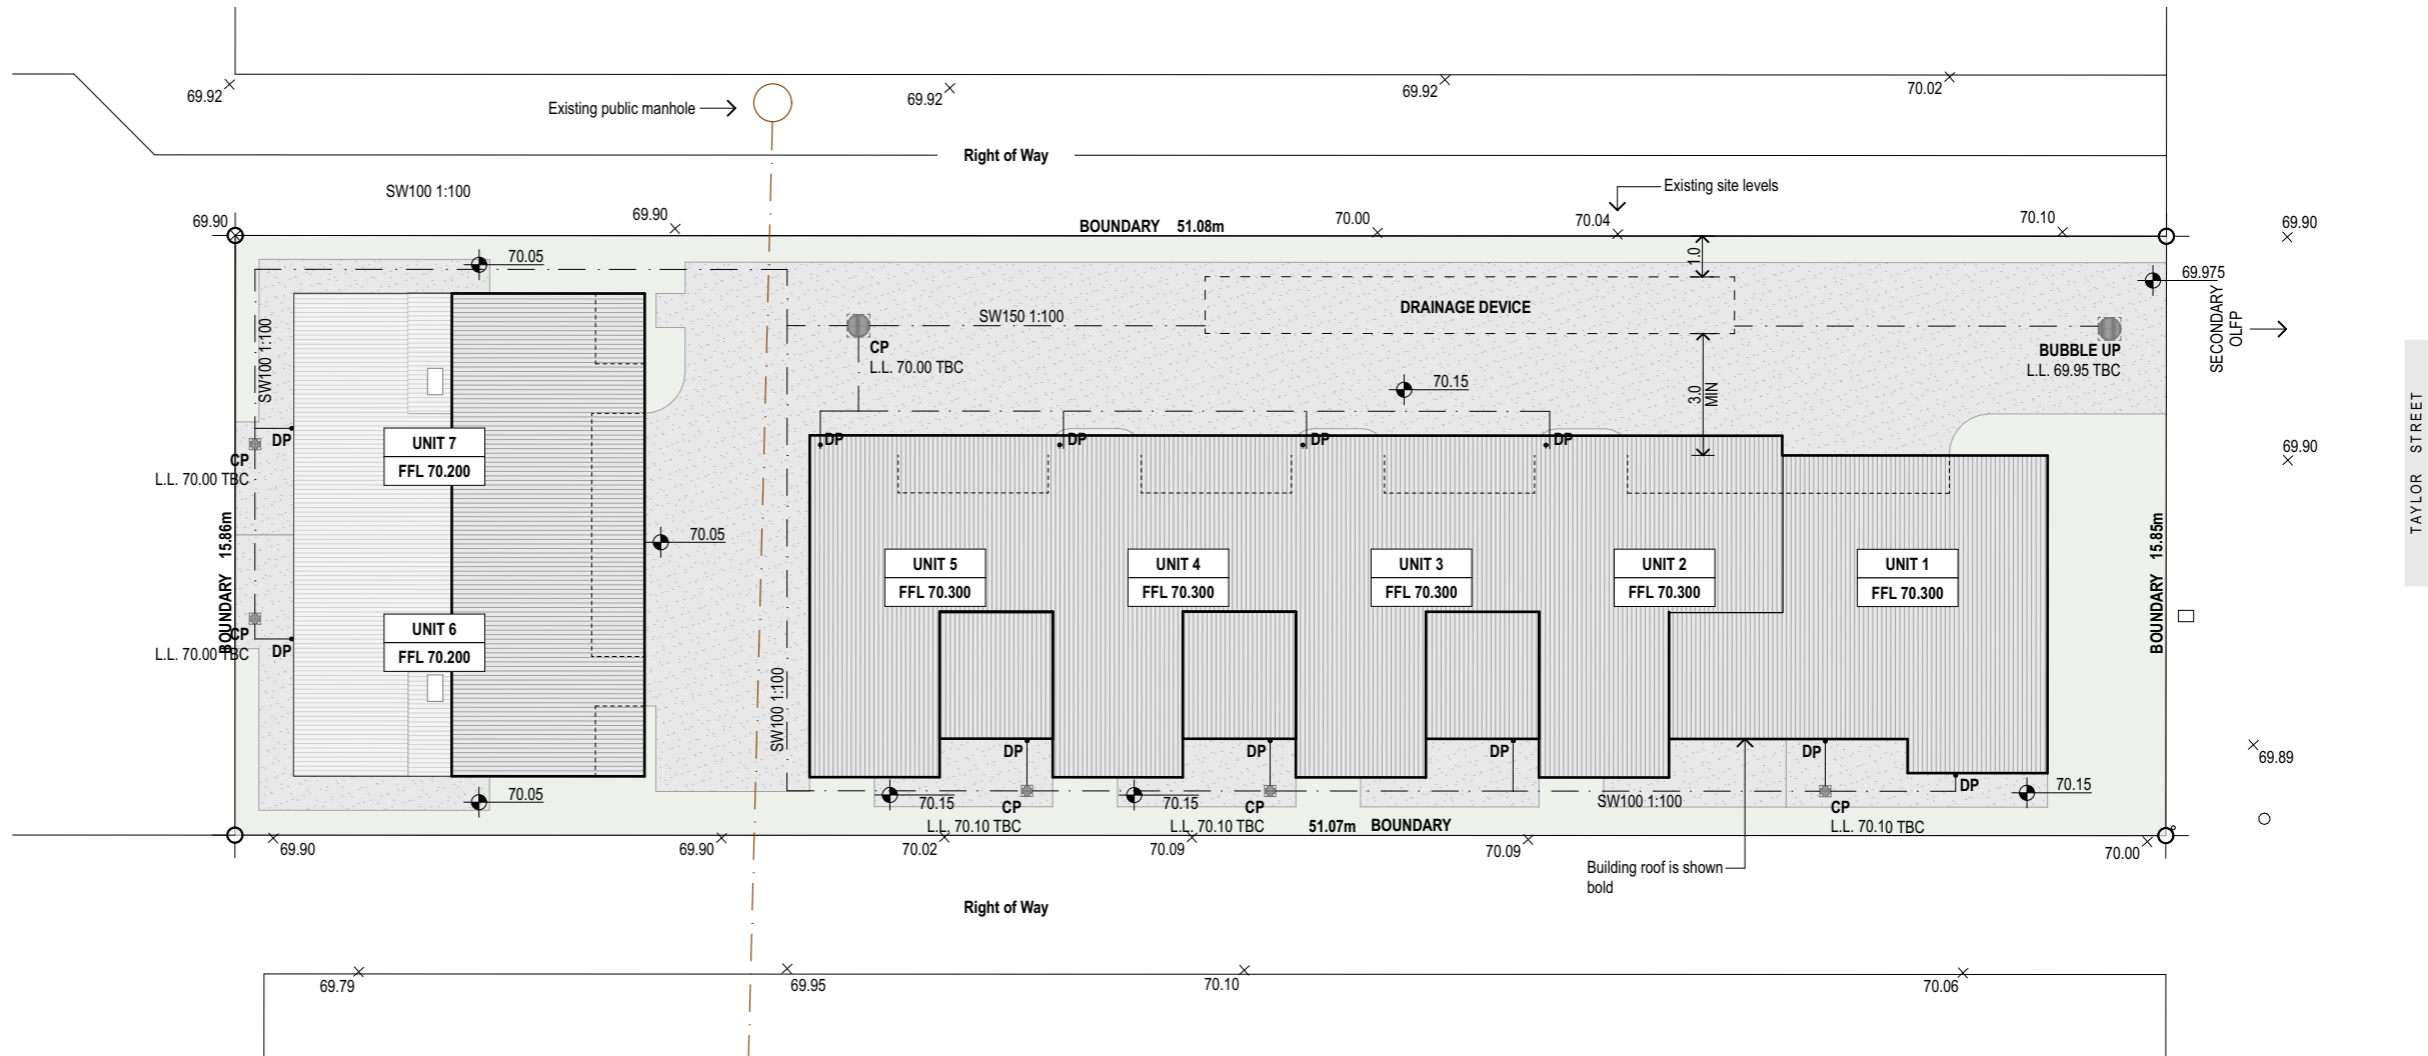 69.92
Existing public manhole
69.92
69.92
70.02
Right of Way
SW100 1:100
Existing site levels
69.90
69.90
BOUNDARY 51.08m
70.00
70.04
70.10
69.90
70.05
1.0
69.975
SW100 1:100
SW150 1:100
DRAINAGE DEVICE
SECONDARY
OLFP
CP
L.L. 70.00 TBC
BUBBLE UP
L.L. 69.95 TBC
70.15
3.0
MIN
TAYLOR STREET
DP
DP
DP
DP
DP
UNIT 7
FFL 70.200
CP
L.L. 70.00 TBC
69.90
BOUNDARY 15.86m
70.05
BOUNDARY 15.85m
UNIT 5
FFL 70.300
UNIT 4
FFL 70.300
UNIT 3
FFL 70.300
UNIT 2
FFL 70.300
UNIT 1
FFL 70.300
CP
L.L. 70.00 TBC
DP
UNIT 6
FFL 70.200
SW100 1:100
DP
DP
DP
DP
DP
69.89
70.05
70.15
70.15
70.15
CP
L.L. 70.10 TBC
CP
L.L. 70.10 TBC
SW100 1:100
CP
L.L. 70.10 TBC
51.07m BOUNDARY
69.90
69.90
70.02
70.09
70.09
70.00
Building roof is shown
bold
Right of Way
69.79
69.95
70.10
70.06